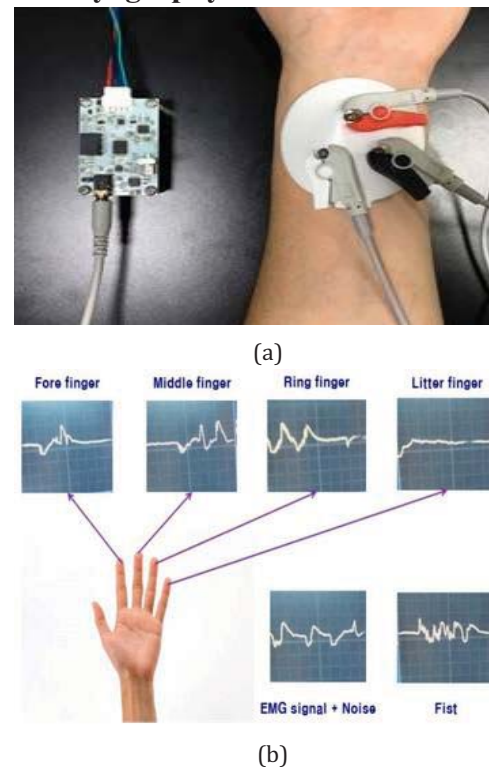 (a)
Fore finger Middle finger Ring finger Litter finger
EMG signal + Noise Fist
(b)